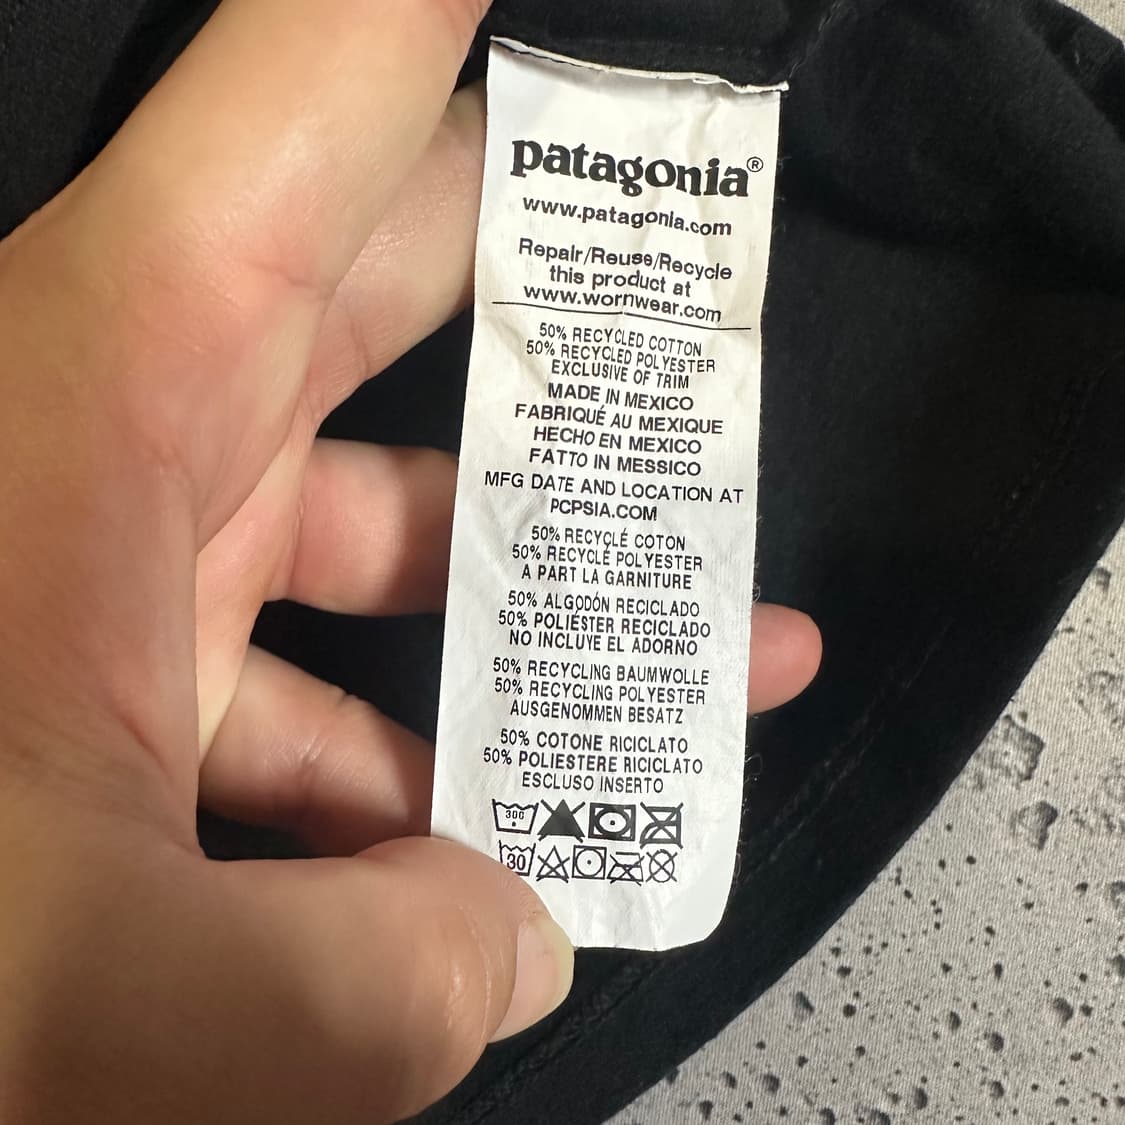 patagonia®
www.patagonia.com
Repair/Reuse/Recycle
this product at
www.wornwear.com
50% RECYCLED COTTON
50% RECYCLED POLYESTER
EXCLUSIVE OF TRIM
MADE IN MEXICO
FABRIQUÉ AU MEXIQUE
HECHO EN MEXICO
FATTO IN MESSICO
MFG DATE AND LOCATION AT
PCPSIA.COM
50% RECYCLÉ COTON
50% RECYCLÉ POLYESTER
A PART LA GARNITURE
50% ALGODÓN RECICLADO
50% POLIÉSTER RECICLADO
NO INCLUYE EL ADORNO
50% RECYCLING BAUMWOLLE
50% RECYCLING POLYESTER
AUSGENOMMEN BESATZ
50% COTONE RICICLATO
50% POLIESTERE RICICLATO
ESCLUSO INSERTO
300
30